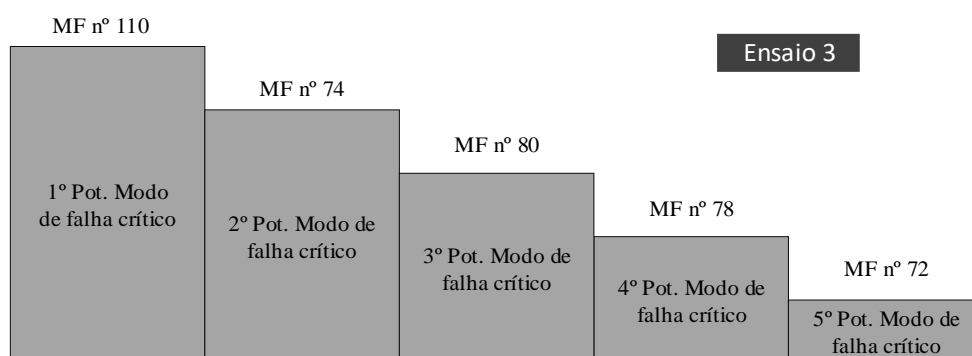 MF nº 110
Ensaio 3
MF nº 74
MF nº 80
1º Pot. Modo
de falha crítico
MF nº 78
2º Pot. Modo de
falha crítico
3º Pot. Modo de
falha crítico
MF nº 72
4º Pot. Modo de
falha crítico
5º Pot. Modo de
falha crítico